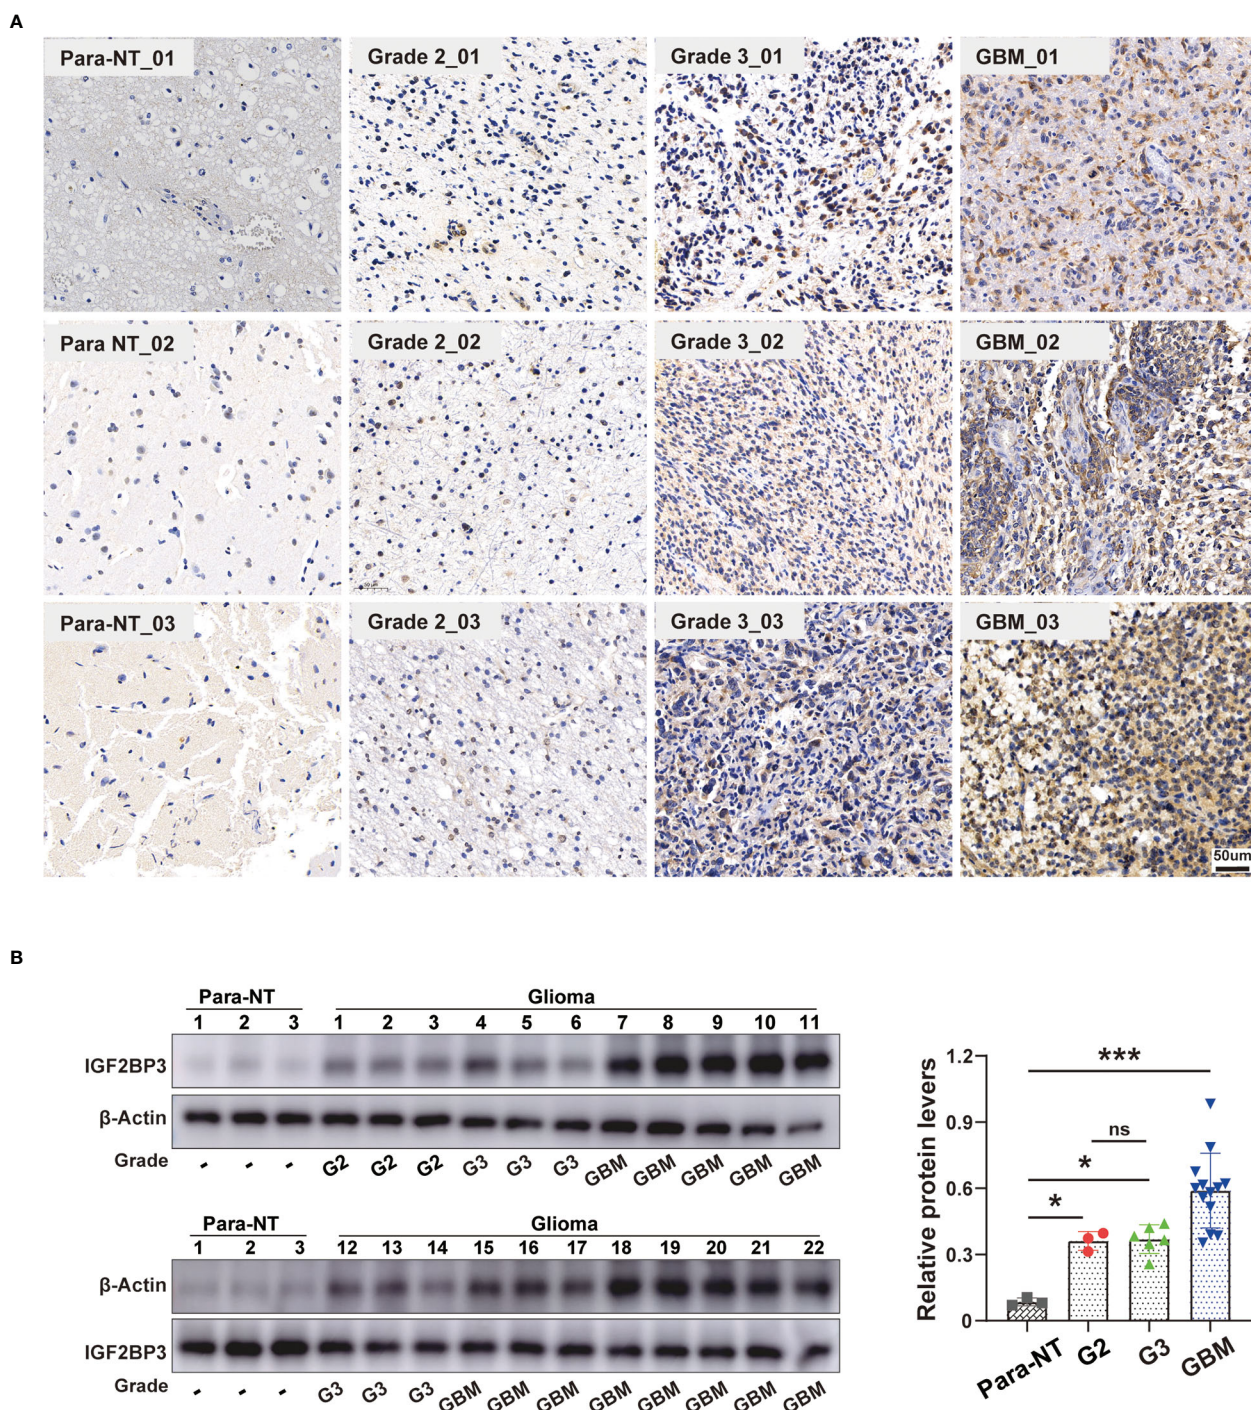 A
Para-NT_01
Grade 2_01
Grade 3_01
GBM_01
Para NT_02
Grade 2_02
Grade 3_02
GBM_02
Para-NT_03
Grade 2_03
Grade 3_03
GBM_03
50um
B
Para-NT Glioma
1 2 3 1 2 3 4 5 6 7 8 9 10 11
IGF2BP3
β-Actin
Grade - - - G2 G2 G2 G3 G3 G3 GBM GBM GBM GBM GBM
Para-NT Glioma
1 2 3 12 13 14 15 16 17 18 19 20 21 22
β-Actin
IGF2BP3
Grade - - - G3 G3 G3 GBM GBM GBM GBM GBM GBM GBM GBM
Relative protein levers
1.2
0.9
0.6
0.3
0
***
ns
*
*
Para-NT G2 G3 GBM